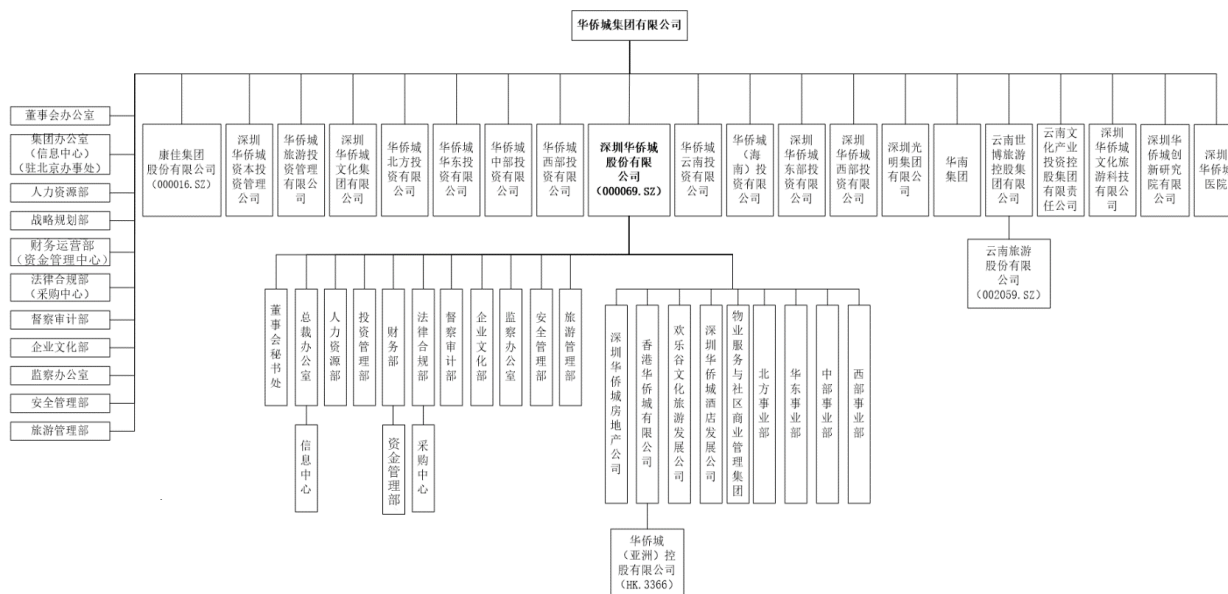 华侨城集团有限公司
董事会办公室
集团办公室
（信息中心）
（驻北京办事处）
人力资源部
战略规划部
财务运营部
（资金管理中心）
法律合规部
（采购中心）
督察审计部
企业文化部
监察办公室
安全管理部
旅游管理部
康佳集团
股份有限公司
（000016.SZ）
深圳
华侨城
资本投
资管理
公司
华侨城
旅游投
资管理
有限公
司
深圳
华侨城
文化集
团有限
公司
华侨城
北方投
资有限
公司
华侨城
华东投
资有限
公司
华侨城
中部投
资有限
公司
华侨城
西部投
资有限
公司
深圳华侨城
股份有限
公司
（000069.SZ）
华侨城
云南投
资有限
公司
华侨城
（海
南）投
资有限
公司
深圳
华侨城
东部投
资有限
公司
深圳
华侨城
西部投
资有限
公司
深圳光
明集团
有限公
司
华南
集团
云南世
博旅游
控股集
团有限
公司
云南文
化产业
投资控
股集团
有限责
任公司
深圳
华侨城
文化旅
游科技
有限公
司
深圳华
侨城创
新研究
院有限
公司
深圳
华侨城
医院
云南旅游
股份有限
公司
（002059.SZ）
董事会秘书处
总裁办公室
人力资源部
投资管理部
财务部
法律合规部
督察审计部
企业文化部
监察办公室
安全管理部
旅游管理部
信息中心
资金管理部
采购中心
深圳华侨城房地产公司
香港华侨城有限公司
欢乐谷文化旅游发展公司
深圳华侨城酒店发展公司
物业服务与社区商业管理集团
北方事业部
华东事业部
中部事业部
西部事业部
华侨城
（亚洲）控
股有限公司
（HK.3366）